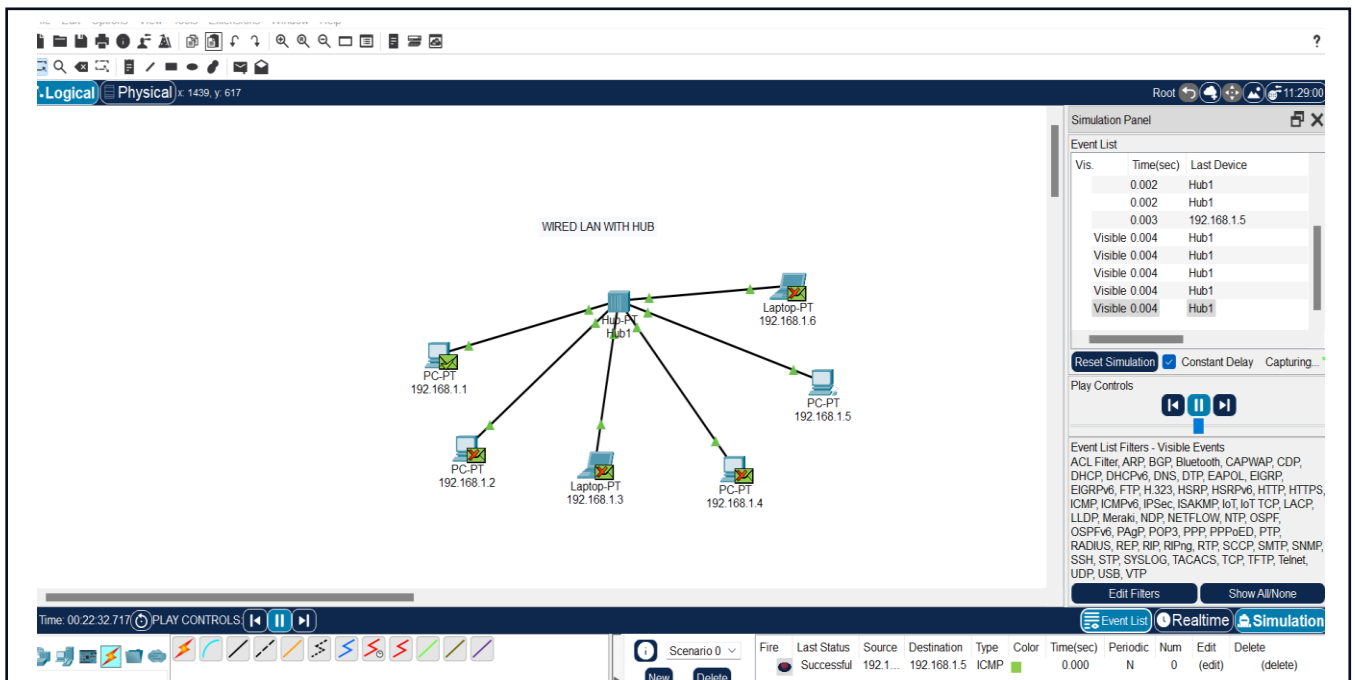 ?
Logical Physical x: 1439, y: 617 Root 11:29:00
Simulation Panel
Event List
Vis. Time(sec) Last Device
0.002 Hub1
0.002 Hub1
0.003 192.168.1.5
Visible 0.004 Hub1
Visible 0.004 Hub1
Visible 0.004 Hub1
Visible 0.004 Hub1
Visible 0.004 Hub1
WIRED LAN WITH HUB
Laptop-PT
192.168.1.6
Hub-PT
Hub1
PC-PT
192.168.1.1
PC-PT
192.168.1.5
PC-PT
192.168.1.2
Laptop-PT
192.168.1.3
PC-PT
192.168.1.4
Reset Simulation Constant Delay Capturing...
Play Controls
Event List Filters - Visible Events
ACL Filter, ARP, BGP, Bluetooth, CAPWAP, CDP,
DHCP, DHCPv6, DNS, DTP, EAPOL, EIGRP,
EIGRPv6, FTP, H.323, HSRP, HSRPv6, HTTP, HTTPS,
ICMP, ICMPv6, IPSec, ISAKMP, IoT, IoT TCP, LACP,
LLDP, Meraki, NDP, NETFLOW, NTP, OSPF,
OSPFv6, PAgP, POP3, PPP, PPPoED, PTP,
RADIUS, REP, RIP, RIPng, RTP, SCCP, SMTP, SNMP,
SSH, STP, SYSLOG, TACACS, TCP, TFTP, Telnet,
UDP, USB, VTP
Edit Filters Show All/None
Time: 00:22:32.717 PLAY CONTROLS: Event List Realtime Simulation
Scenario 0 Fire Last Status Source Destination Type Color Time(sec) Periodic Num Edit Delete
Successful 192.1... 192.168.1.5 ICMP 0.000 N 0 (edit) (delete)
New Delete